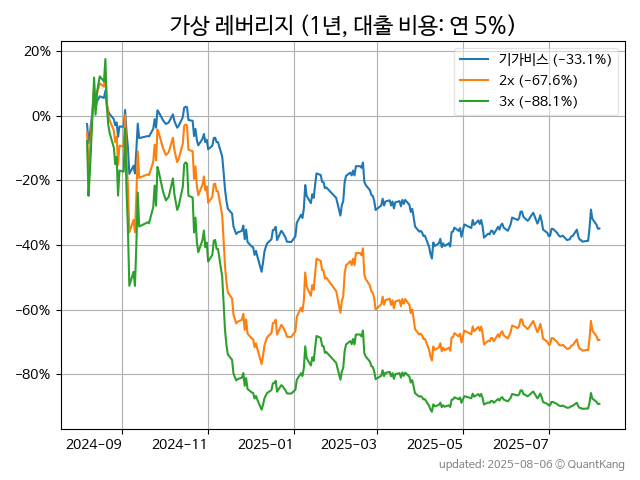 가상 레버리지 (1년, 대출 비용: 연 5%)
기가비스 (-33.1%)
2x (-67.6%)
3x (-88.1%)
20%
0%
−20%
−40%
−60%
−80%
2024-09 2024-11 2025-01 2025-03 2025-05 2025-07
updated: 2025-08-06 © QuantKang